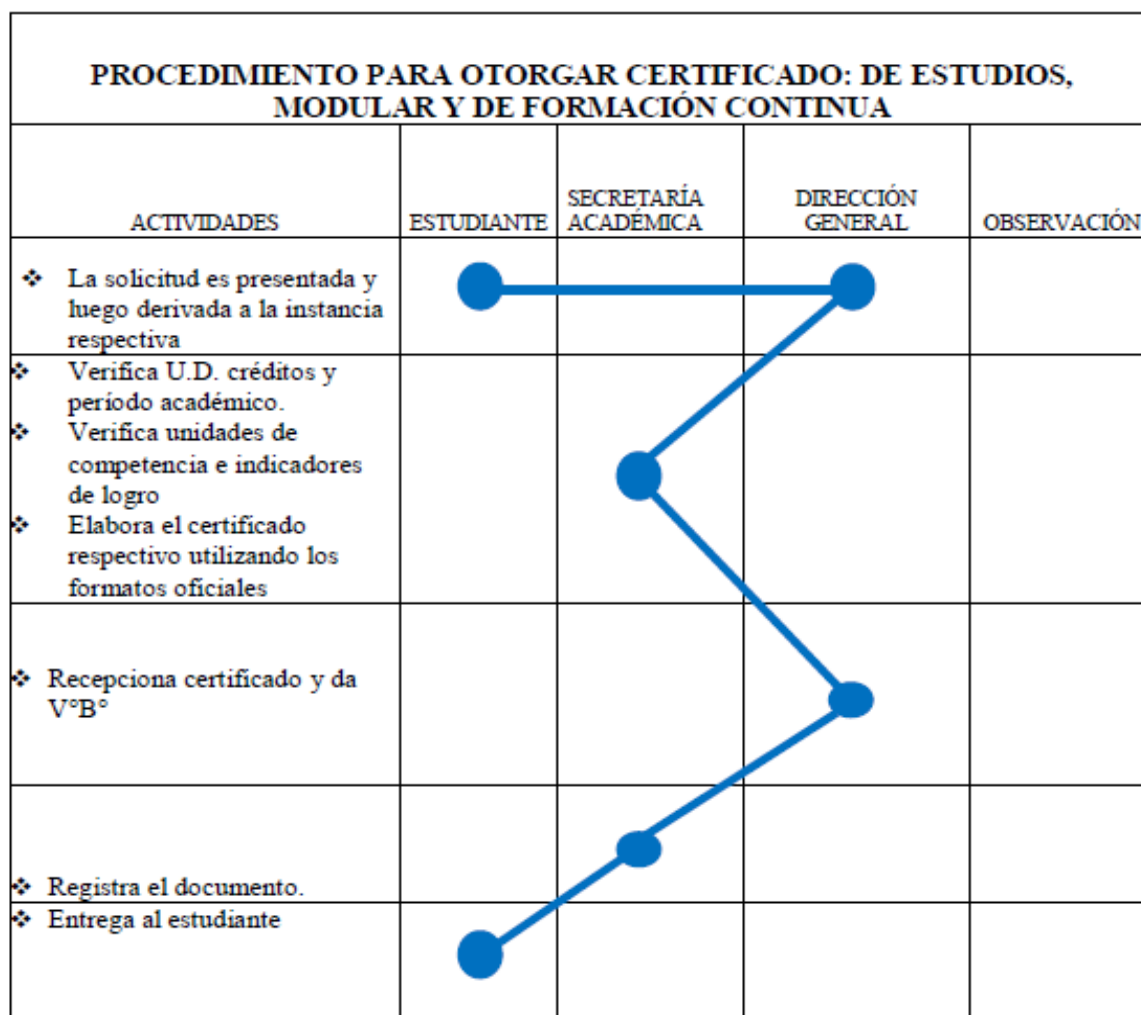 PROCEDIMIENTO PARA OTORGAR CERTIFICADO: DE ESTUDIOS,
MODULAR Y DE FORMACIÓN CONTINUA
ACTIVIDADES
ESTUDIANTE
SECRETARÍA
ACADÉMICA
DIRECCIÓN
GENERAL
OBSERVACIÓN
❖ La solicitud es presentada y
luego derivada a la instancia
respectiva
❖ Verifica U.D. créditos y
período académico.
❖ Verifica unidades de
competencia e indicadores
de logro
❖ Elabora el certificado
respectivo utilizando los
formatos oficiales
❖ Recepciona certificado y da
V°B°
❖ Registra el documento.
❖ Entrega al estudiante